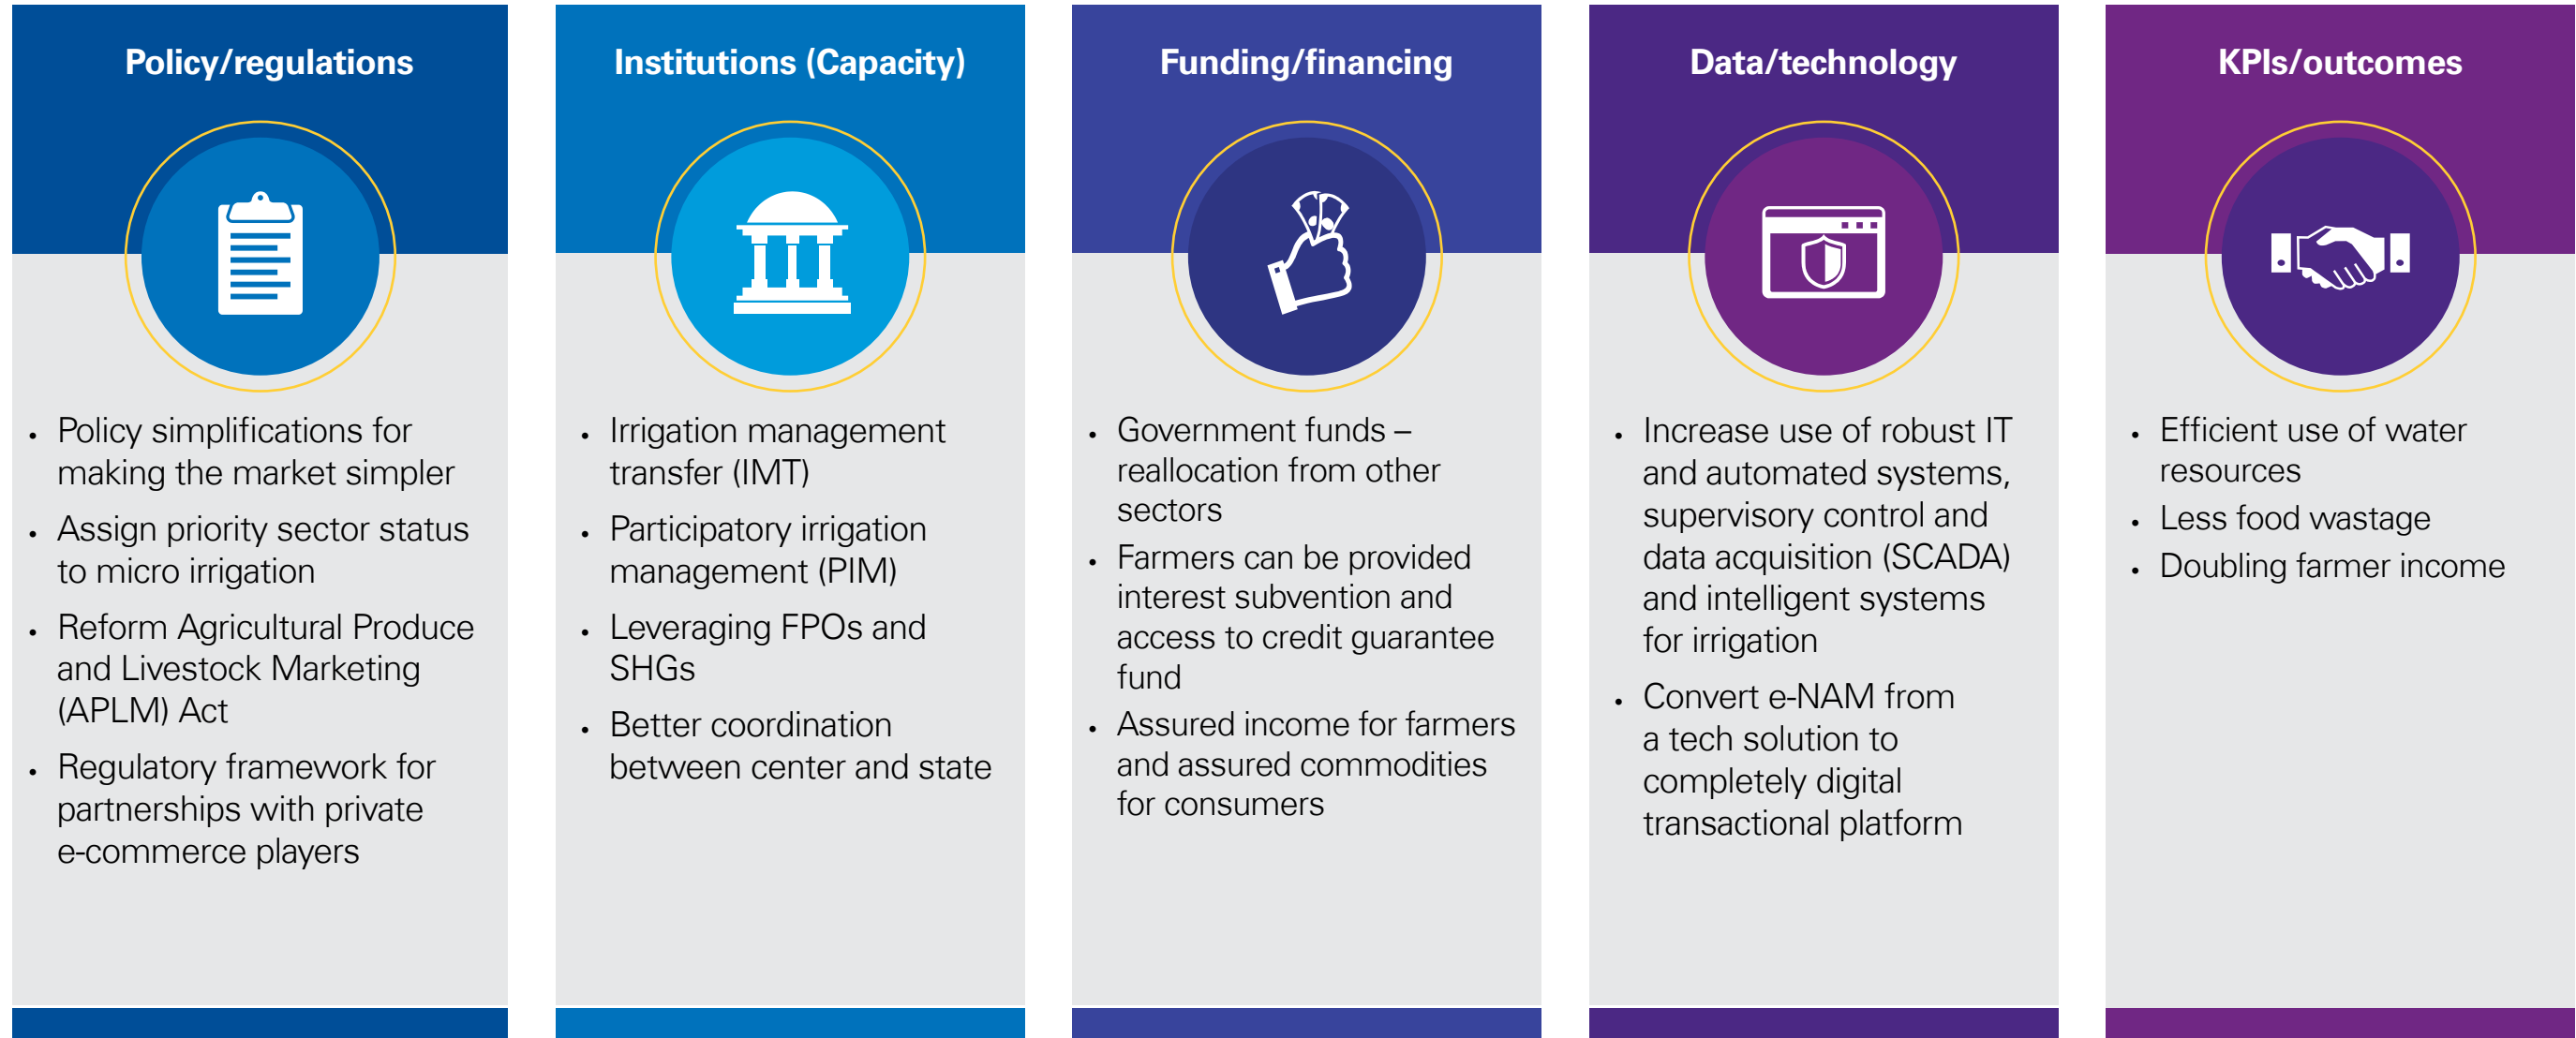 Policy/regulations
• Policy simplifications for
making the market simpler
• Assign priority sector status
to micro irrigation
• Reform Agricultural Produce
and Livestock Marketing
(APLM) Act
• Regulatory framework for
partnerships with private
e-commerce players
Institutions (Capacity)
• Irrigation management
transfer (IMT)
• Participatory irrigation
management (PIM)
• Leveraging FPOs and
SHGs
• Better coordination
between center and state
Funding/financing
• Government funds –
reallocation from other
sectors
• Farmers can be provided
interest subvention and
access to credit guarantee
fund
• Assured income for farmers
and assured commodities
for consumers
Data/technology
• Increase use of robust IT
and automated systems,
supervisory control and
data acquisition (SCADA)
and intelligent systems
for irrigation
• Convert e-NAM from
a tech solution to
completely digital
transactional platform
KPIs/outcomes
• Efficient use of water
resources
• Less food wastage
• Doubling farmer income